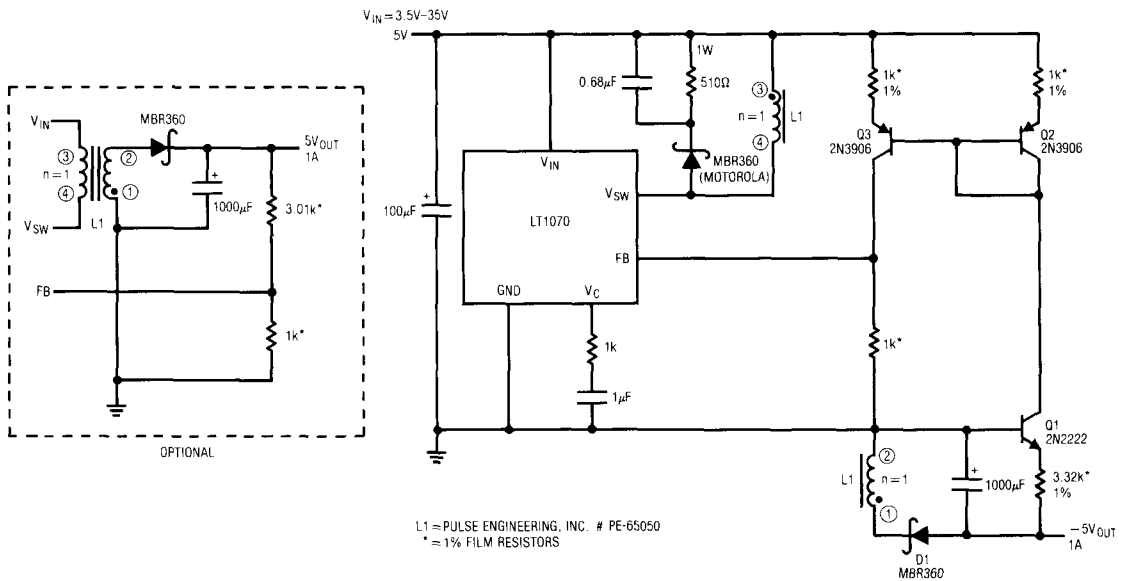 V_IN = 3.5V–35V
5V
1W
0.68µF
510Ω
③
n = 1
④
L1
1k*
1%
1k*
1%
Q3
2N3906
Q2
2N3906
MBR360
(MOTOROLA)
V_IN
V_SW
LT1070
FB
GND
V_C
+
100µF
1k
1µF
1k*
Q1
2N2222
L1
②
n = 1
①
+
1000µF
3.32k*
1%
–5V_OUT
1A
D1
MBR360
MBR360
V_IN
③
n = 1
④
V_SW
②
①
L1
+
1000µF
5V_OUT
1A
3.01k*
FB
1k*
OPTIONAL
L1 = PULSE ENGINEERING, INC. # PE-65050
* = 1% FILM RESISTORS